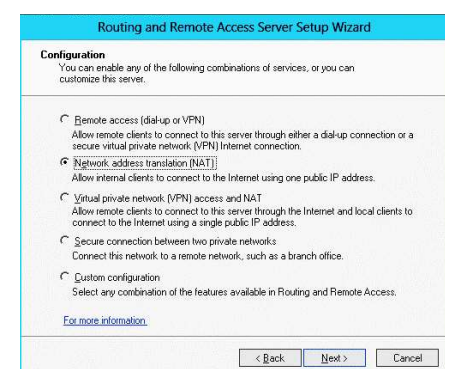 Routing and Remote Access Server Setup Wizard
Configuration
You can enable any of the following combinations of services, or you can
customize this server.
Remote access (dial-up or VPN)
Allow remote clients to connect to this server through either a dial-up connection or a
secure virtual private network (VPN) Internet connection.
Network address translation (NAT)
Allow internal clients to connect to the Internet using one public IP address.
Virtual private network (VPN) access and NAT
Allow remote clients to connect to this server through the Internet and local clients to
connect to the Internet using a single public IP address.
Secure connection between two private networks
Connect this network to a remote network, such as a branch office.
Custom configuration
Select any combination of the features available in Routing and Remote Access.
For more information
< Back Next > Cancel